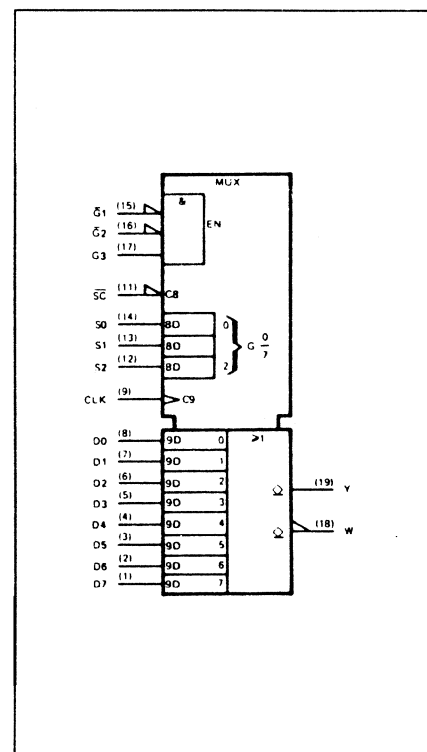 MUX
&
G̅1 (15)
EN
G̅2 (16)
G3 (17)
S̅C̅ (11) C8
S0 (14) 8D 0
S1 (13) 8D G 0/7
S2 (12) 8D 2
CLK (9) C9
D0 (8) 9D 0 ≥1
D1 (7) 9D 1
D2 (6) 9D 2 (19) Y
D3 (5) 9D 3
D4 (4) 9D 4 (18) W
D5 (3) 9D 5
D6 (2) 9D 6
D7 (1) 9D 7